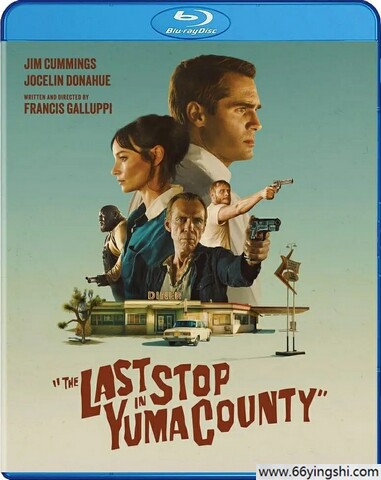 Blu-ray Disc
JIM CUMMINGS
JOCELIN DONAHUE
WRITTEN AND DIRECTED BY
FRANCIS GALLUPPI
"THE LAST STOP
IN YUMA COUNTY"
www.66yingshi.com